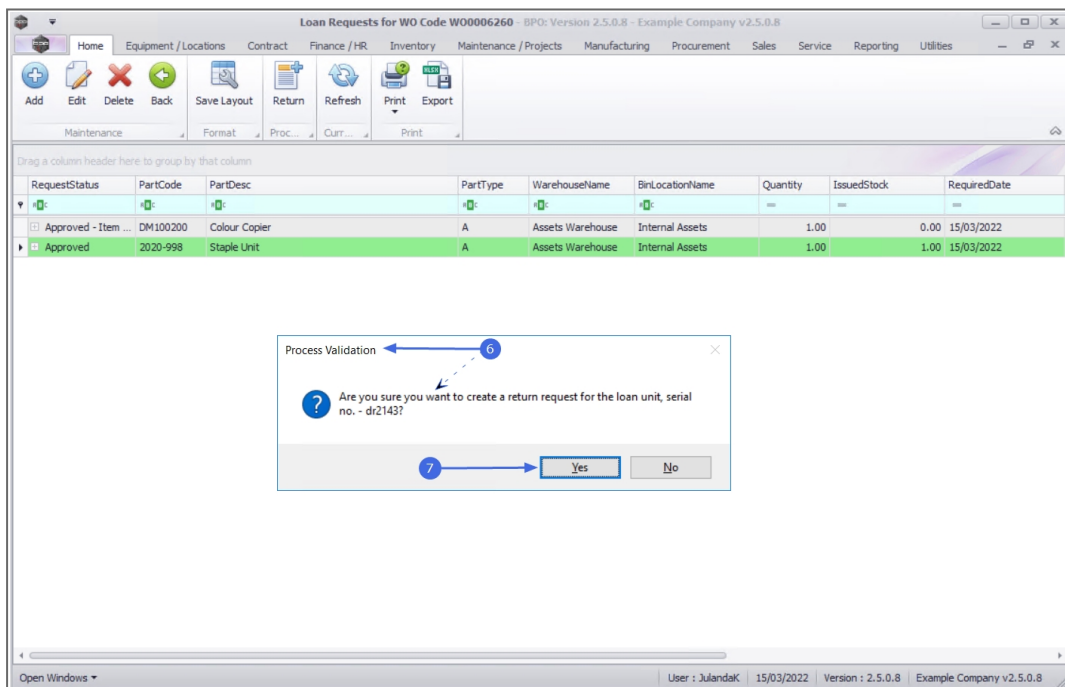 Loan Requests for WO Code WO0006260 - BPO: Version 2.5.0.8 - Example Company v2.5.0.8
Home Equipment / Locations Contract Finance / HR Inventory Maintenance / Projects Manufacturing Procurement Sales Service Reporting Utilities
Add Edit Delete Back Save Layout Return Refresh Print Export
Maintenance Format Proc... Curr... Print
Drag a column header here to group by that column
RequestStatus PartCode PartDesc PartType WarehouseName BinLocationName Quantity IssuedStock RequiredDate
Approved - Item ... DM100200 Colour Copier A Assets Warehouse Internal Assets 1.00 0.00 15/03/2022
Approved 2020-998 Staple Unit A Assets Warehouse Internal Assets 1.00 1.00 15/03/2022
Process Validation 6
Are you sure you want to create a return request for the loan unit, serial
no. - dr2143?
7 Yes No
Open Windows User : JulandaK 15/03/2022 Version : 2.5.0.8 Example Company v2.5.0.8